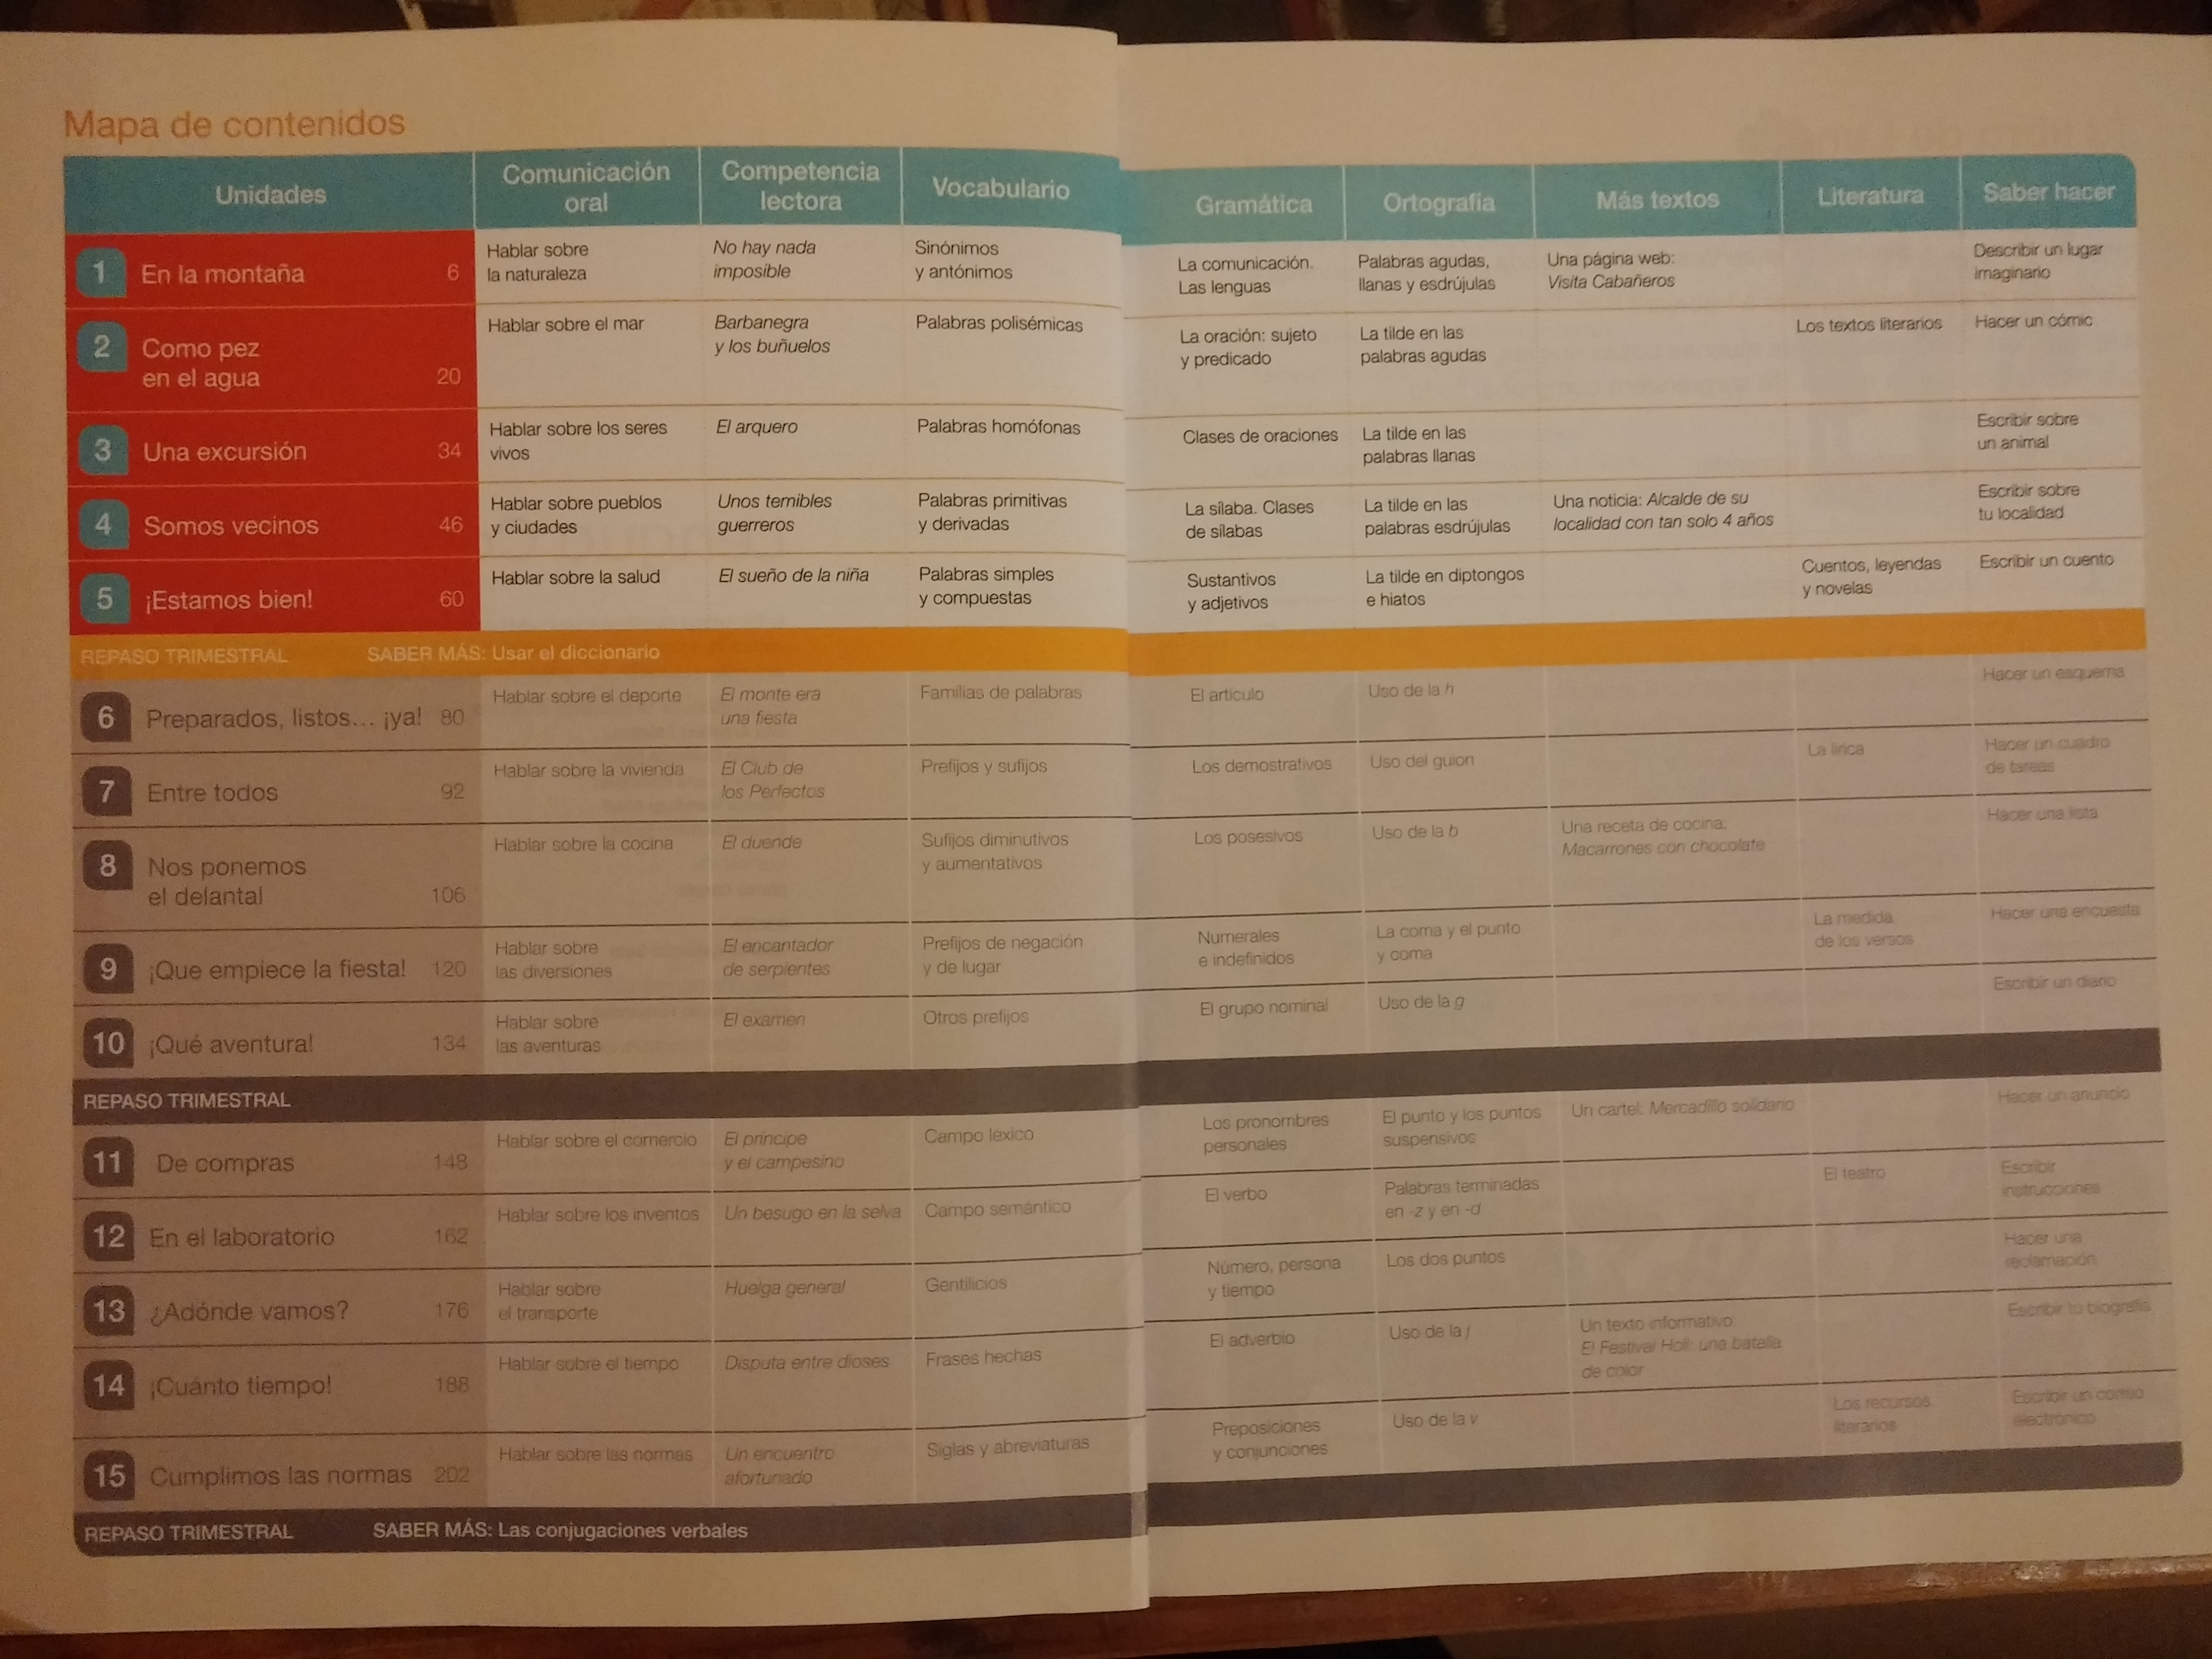 Mapa de contenidos
Unidades
Comunicación
oral
Competencia
lectora
Vocabulario
Gramática
Ortografía
Más textos
Literatura
Saber hacer
1 En la montaña 6
Hablar sobre
la naturaleza
No hay nada
imposible
Sinónimos
y antónimos
La comunicación.
Las lenguas
Palabras agudas,
llanas y esdrújulas
Una página web:
Visita Cabañeros
Describir un lugar
imaginario
2 Como pez
en el agua 20
Hablar sobre el mar
Barbanegra
y los buñuelos
Palabras polisémicas
La oración: sujeto
y predicado
La tilde en las
palabras agudas
Los textos literarios
Hacer un cómic
3 Una excursión 34
Hablar sobre los seres
vivos
El arquero
Palabras homófonas
Clases de oraciones
La tilde en las
palabras llanas
Escribir sobre
un animal
4 Somos vecinos 46
Hablar sobre pueblos
y ciudades
Unos temibles
guerreros
Palabras primitivas
y derivadas
La sílaba. Clases
de sílabas
La tilde en las
palabras esdrújulas
Una noticia: Alcalde de su
localidad con tan solo 4 años
Escribir sobre
tu localidad
5 ¡Estamos bien! 60
Hablar sobre la salud
El sueño de la niña
Palabras simples
y compuestas
Sustantivos
y adjetivos
La tilde en diptongos
e hiatos
Cuentos, leyendas
y novelas
Escribir un cuento
REPASO TRIMESTRAL SABER MÁS: Usar el diccionario
6 Preparados, listos... ¡ya! 80
Hablar sobre el deporte
El monte era
una fiesta
Familias de palabras
El artículo
Uso de la h
Hacer un esquema
7 Entre todos 92
Hablar sobre la vivienda
El Club de
los Perfectos
Prefijos y sufijos
Los demostrativos
Uso del guion
La lírica
Hacer un cuadro
de tareas
8 Nos ponemos
el delantal 106
Hablar sobre la cocina
El duende
Sufijos diminutivos
y aumentativos
Los posesivos
Uso de la b
Una receta de cocina:
Macarrones con chocolate
Hacer una lista
9 ¡Que empiece la fiesta! 120
Hablar sobre
las diversiones
El encantador
de serpientes
Prefijos de negación
y de lugar
Numerales
e indefinidos
La coma y el punto
y coma
La medida
de los versos
Hacer una encuesta
10 ¡Qué aventura! 134
Hablar sobre
las aventuras
El examen
Otros prefijos
El grupo nominal
Uso de la g
Escribir un diario
REPASO TRIMESTRAL
11 De compras 148
Hablar sobre el comercio
El príncipe
y el campesino
Campo léxico
Los pronombres
personales
El punto y los puntos
suspensivos
Un cartel: Mercadillo solidario
Hacer un anuncio
12 En el laboratorio 162
Hablar sobre los inventos
Un besugo en la selva
Campo semántico
El verbo
Palabras terminadas
en -z y en -d
El teatro
Escribir
instrucciones
13 ¿Adónde vamos? 176
Hablar sobre
el transporte
Huelga general
Gentilicios
Número, persona
y tiempo
Los dos puntos
Hacer una
reclamación
14 ¡Cuánto tiempo! 188
Hablar sobre el tiempo
Disputa entre dioses
Frases hechas
El adverbio
Uso de la j
Un texto informativo
El Festival Holi: una batalla
de color
Escribir tu biografía
15 Cumplimos las normas 202
Hablar sobre las normas
Un encuentro
afortunado
Siglas y abreviaturas
Preposiciones
y conjunciones
Uso de la v
Los recursos
literarios
Escribir un correo
electrónico
REPASO TRIMESTRAL SABER MÁS: Las conjugaciones verbales